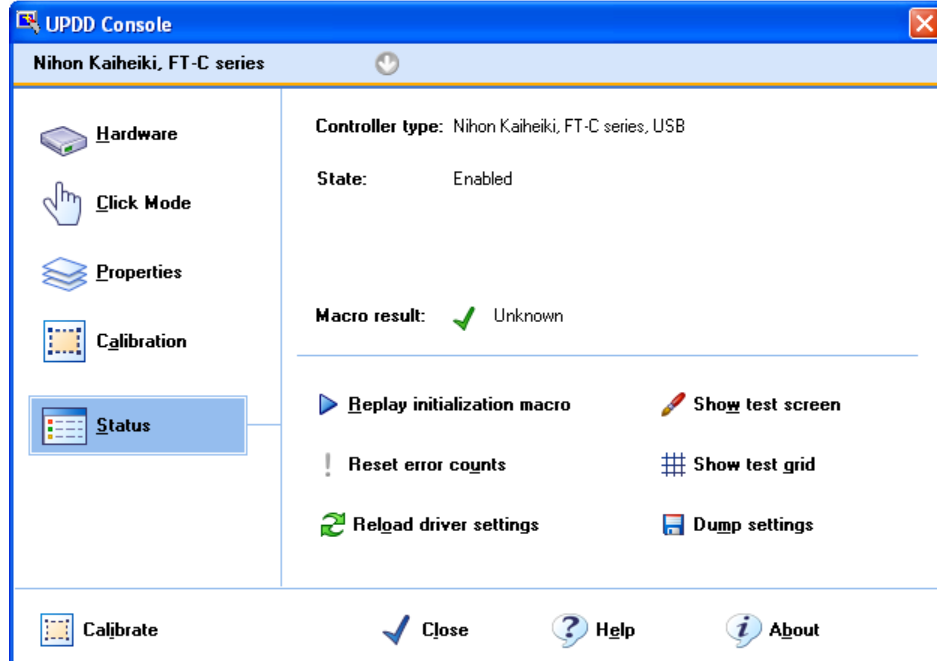 UPDD Console
Nihon Kaiheiki, FT-C series
Hardware
Click Mode
Properties
Calibration
Status
Controller type: Nihon Kaiheiki, FT-C series, USB
State: Enabled
Macro result: Unknown
Replay initialization macro
Show test screen
Reset error counts
Show test grid
Reload driver settings
Dump settings
Calibrate
Close
Help
About